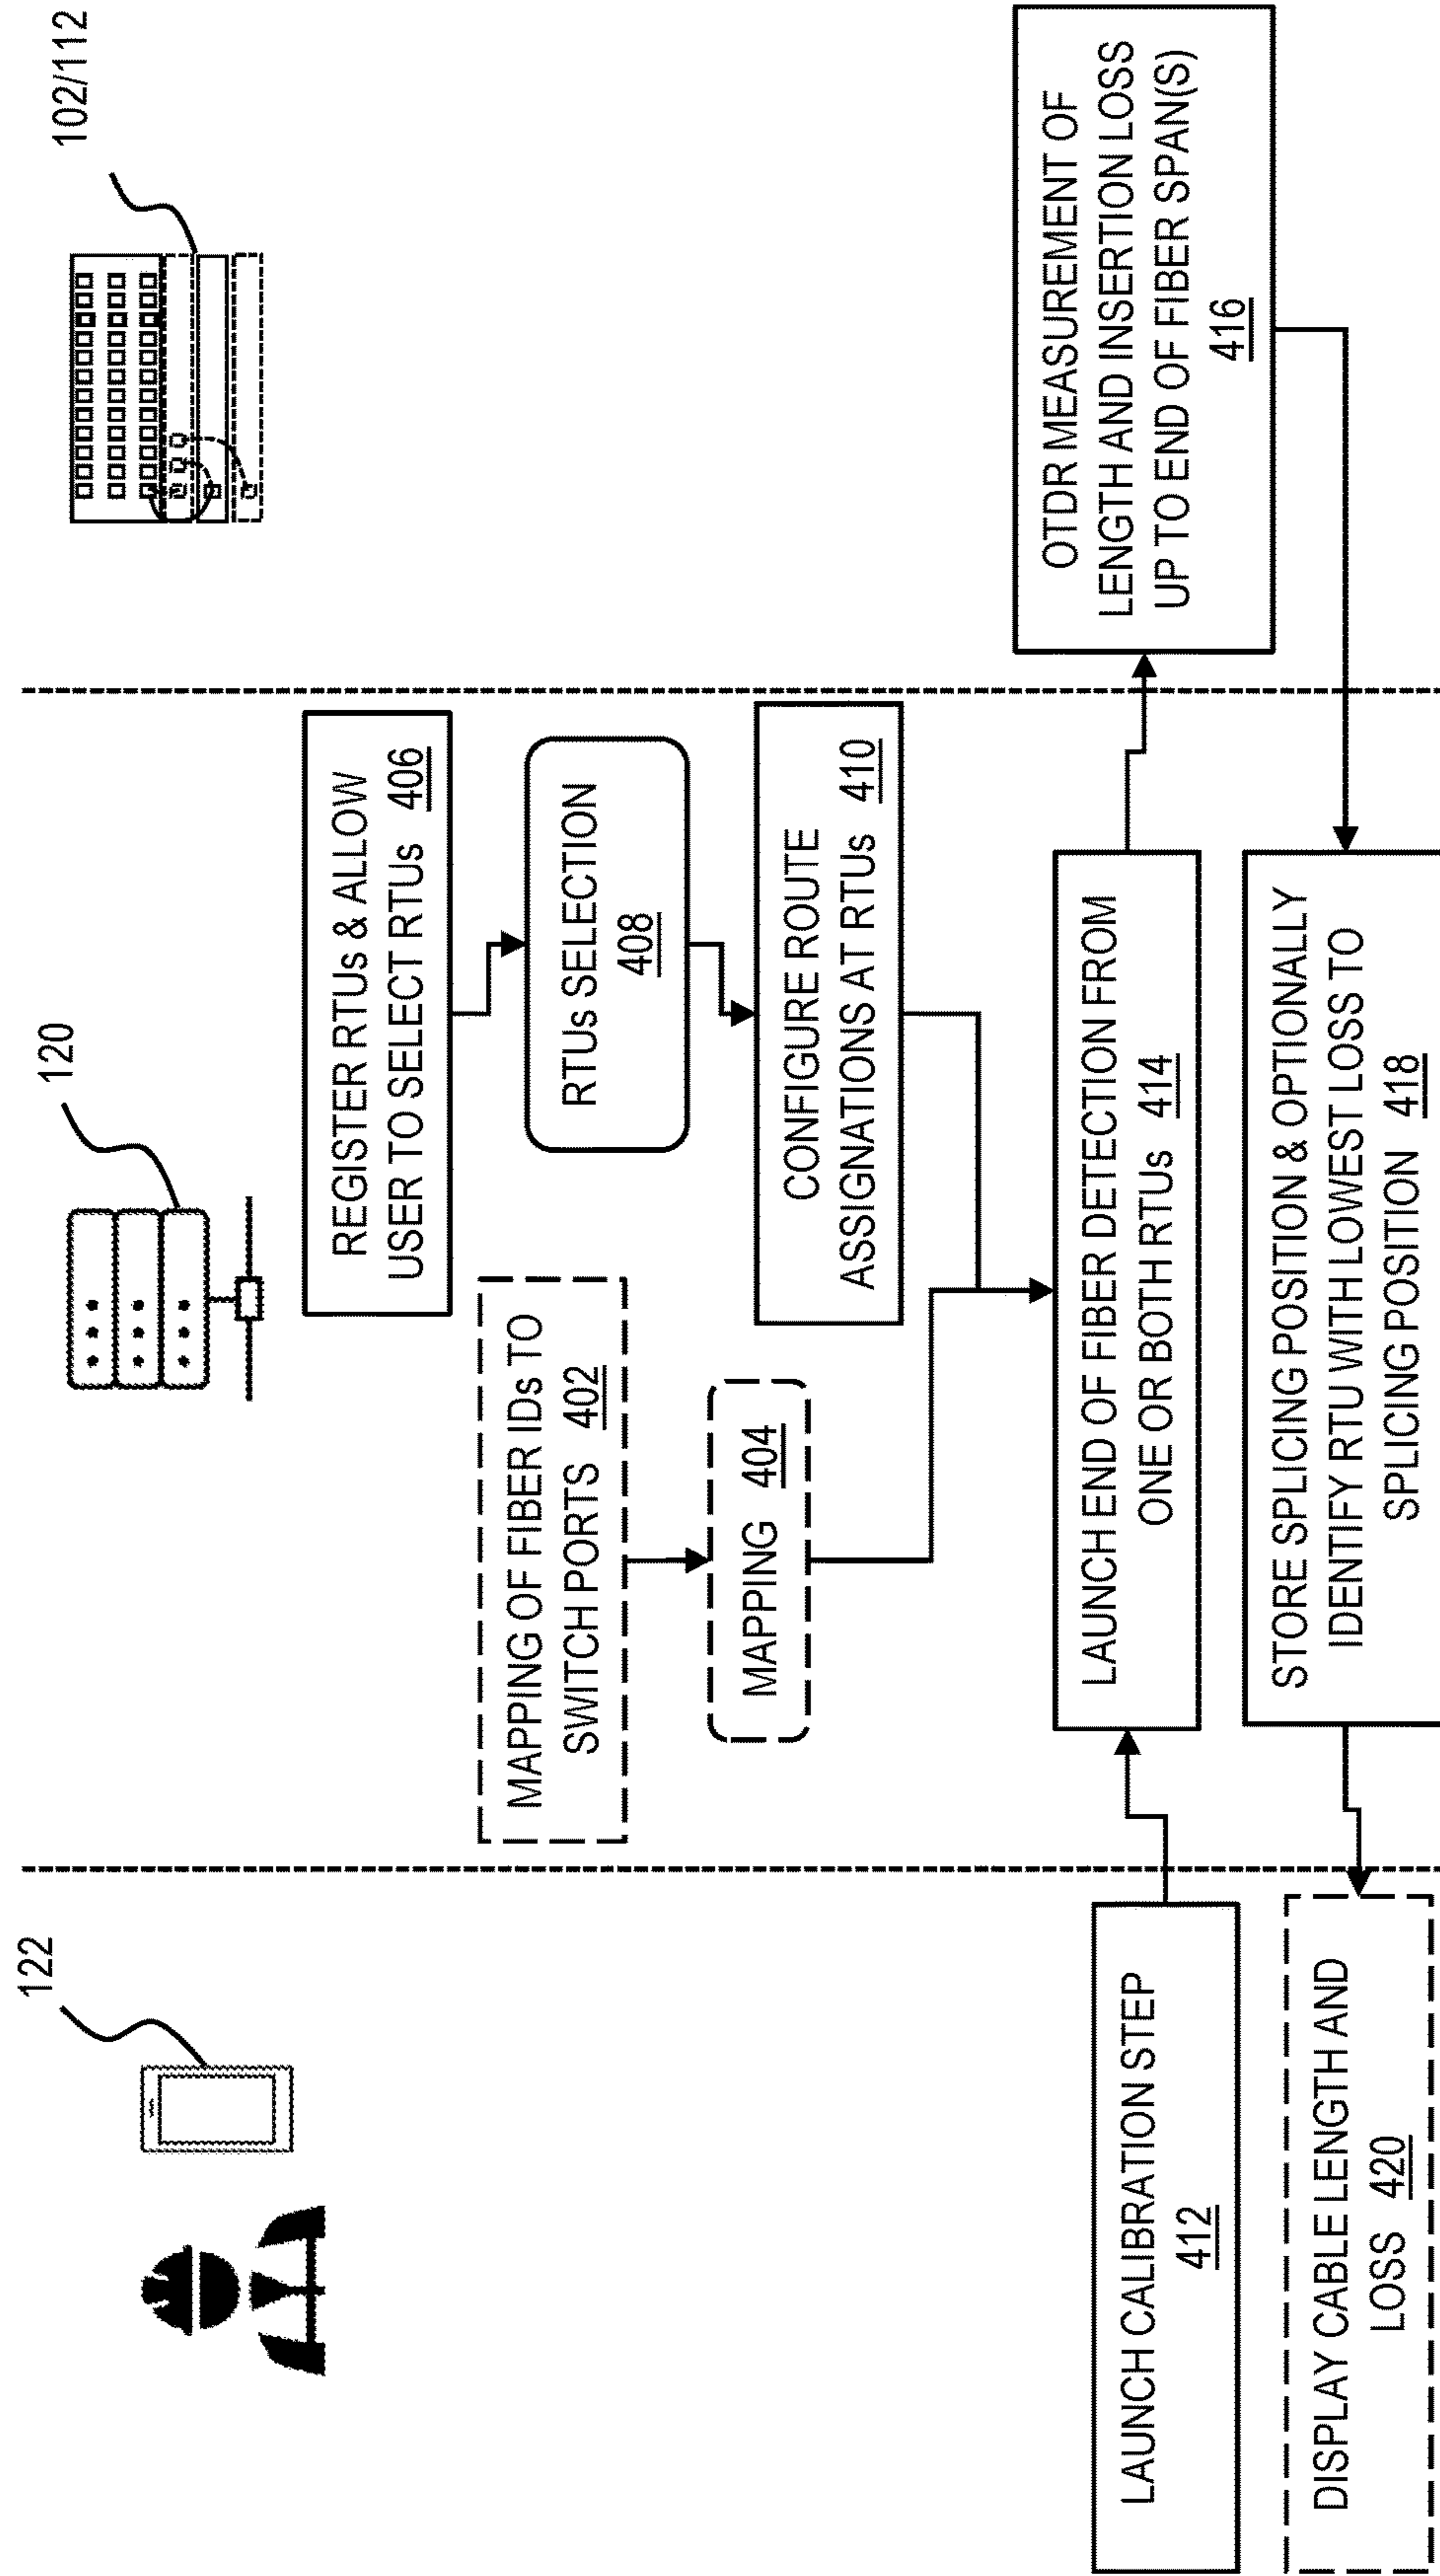 122
120
102/112
REGISTER RTUs & ALLOW
USER TO SELECT RTUs 406
MAPPING OF FIBER IDs TO
SWITCH PORTS 402
RTUs SELECTION
408
MAPPING 404
CONFIGURE ROUTE
ASSIGNATIONS AT RTUs 410
LAUNCH CALIBRATION STEP
412
LAUNCH END OF FIBER DETECTION FROM
ONE OR BOTH RTUs 414
OTDR MEASUREMENT OF
LENGTH AND INSERTION LOSS
UP TO END OF FIBER SPAN(S)
416
STORE SPLICING POSITION & OPTIONALLY
IDENTIFY RTU WITH LOWEST LOSS TO
SPLICING POSITION 418
DISPLAY CABLE LENGTH AND
LOSS 420